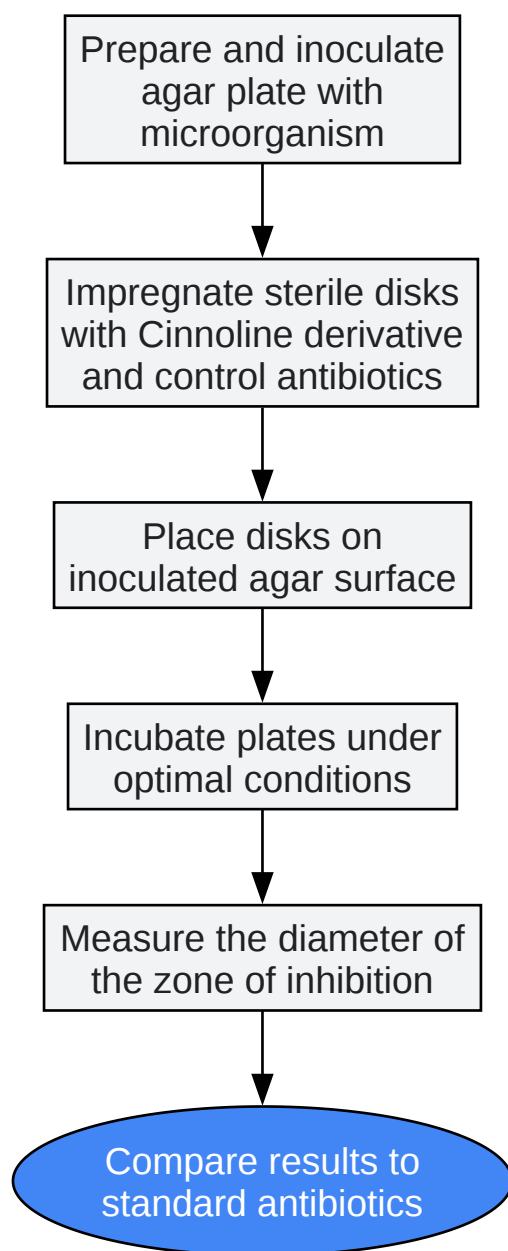 Prepare and inoculate
agar plate with
microorganism
Impregnate sterile disks
with Cinnoline derivative
and control antibiotics
Place disks on
inoculated agar surface
Incubate plates under
optimal conditions
Measure the diameter of
the zone of inhibition
Compare results to
standard antibiotics